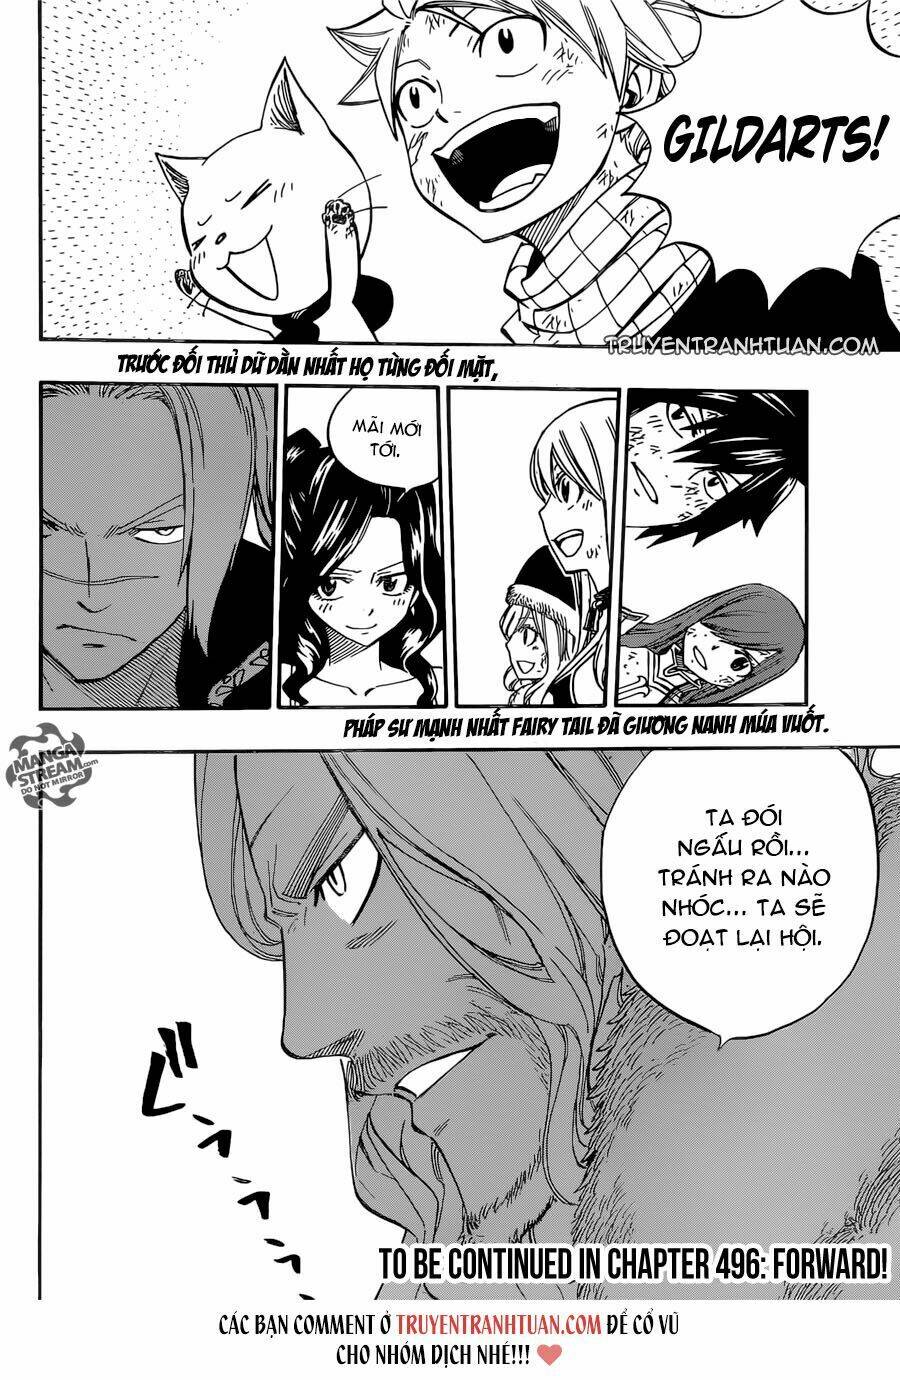 GILDARTS!
TRUYENTRANHTUAN.COM
TRƯỚC ĐỐI THỦ DỮ DẰN NHẤT HỌ TỪNG ĐỐI MẶT,
MÃI MỚI
TỚI.
PHÁP SƯ MẠNH NHẤT FAIRY TAIL ĐÃ GIƯƠNG NANH MÚA VUỐT.
MANGA
STREAM.com
DO NOT MIRROR!
TA ĐÓI
NGẤU RỒI...
TRÁNH RA NÀO
NHÓC... TA SẼ
ĐOẠT LẠI HỘI.
TO BE CONTINUED IN CHAPTER 496: FORWARD!
CÁC BẠN COMMENT Ở TRUYENTRANHTUAN.COM ĐỂ CỔ VŨ
CHO NHÓM DỊCH NHÉ!!! ❤